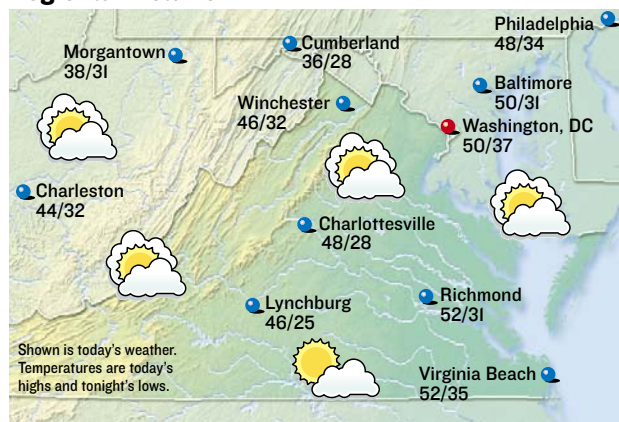 Philadelphia
48/34
Morgantown
38/31
Cumberland
36/28
Baltimore
50/31
Winchester
46/32
Washington, DC
50/37
Charleston
44/32
Charlottesville
48/28
Lynchburg
46/25
Richmond
52/31
Shown is today's weather.
Temperatures are today's
highs and tonight's lows.
Virginia Beach
52/35